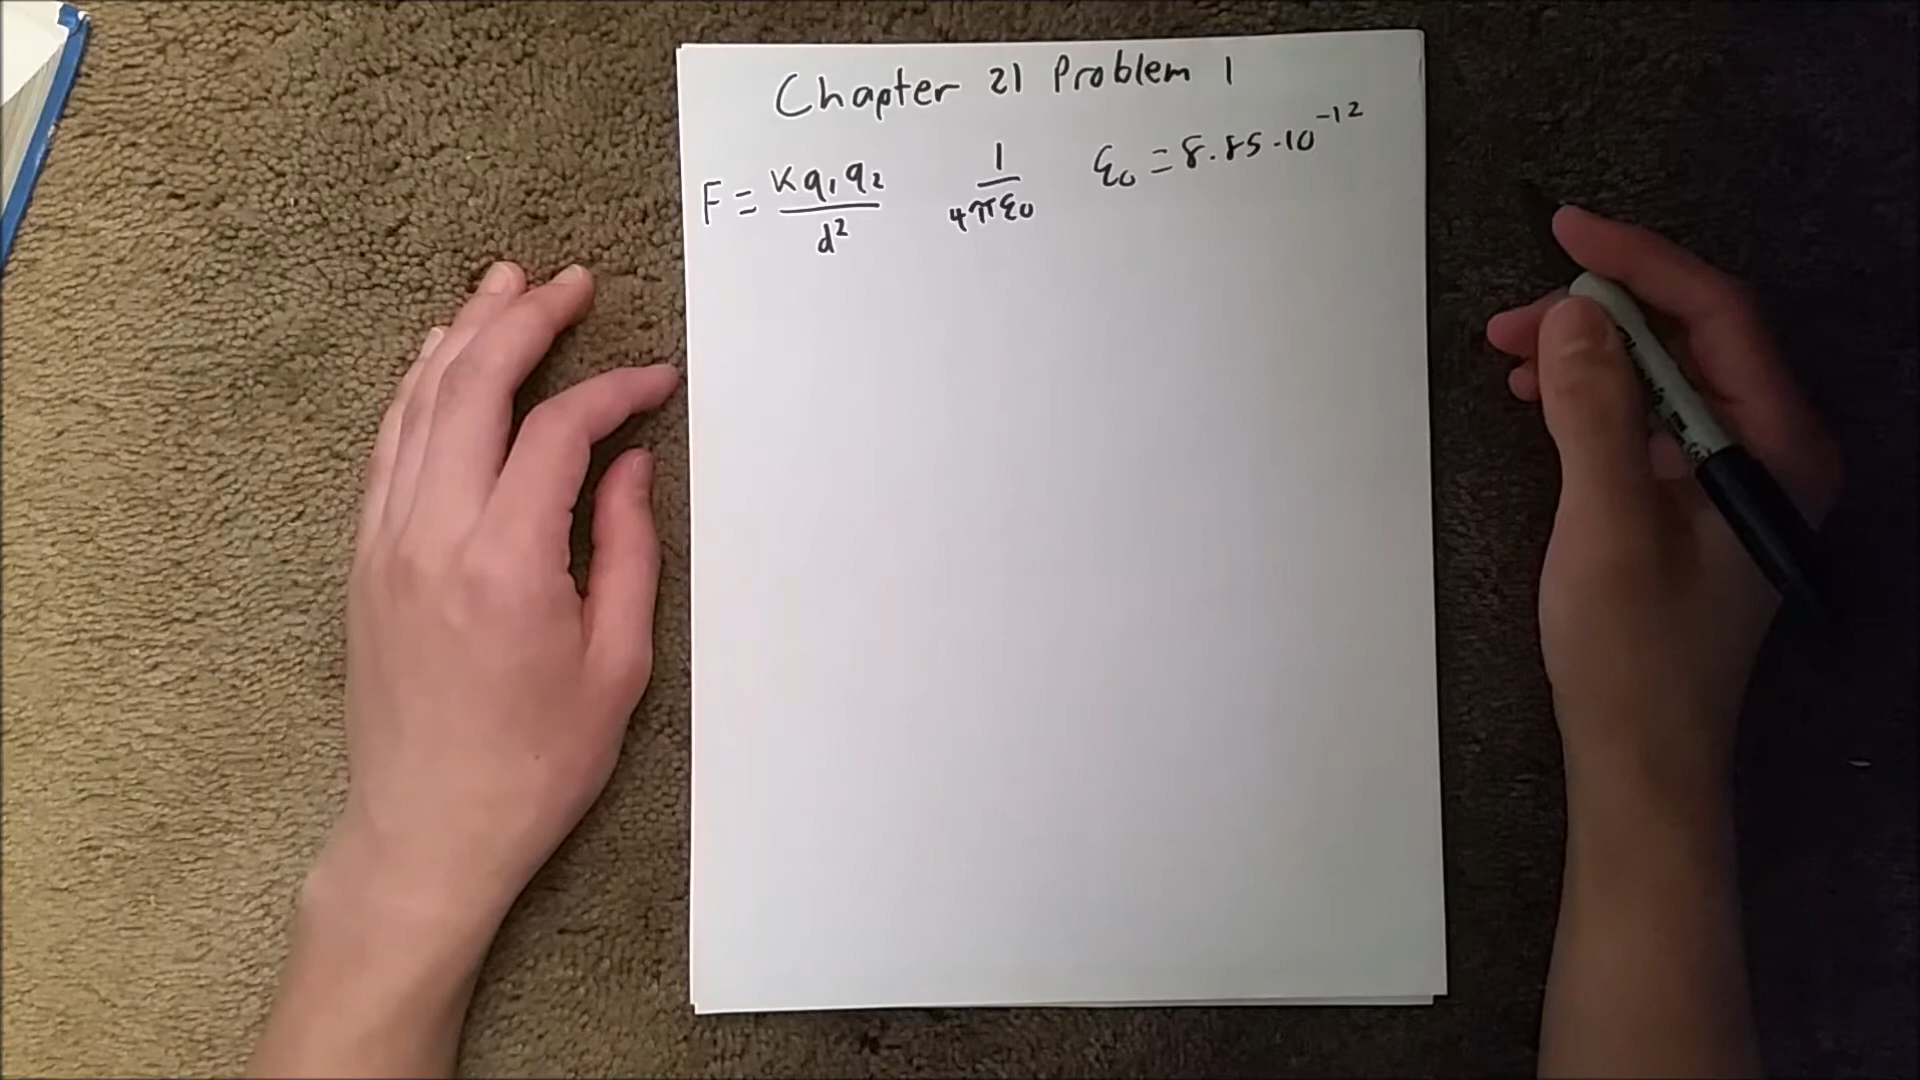 Chapter 21 Problem 1
F = Kq1q2/d² 1/4πε0 ε0 = 8.85·10⁻¹²